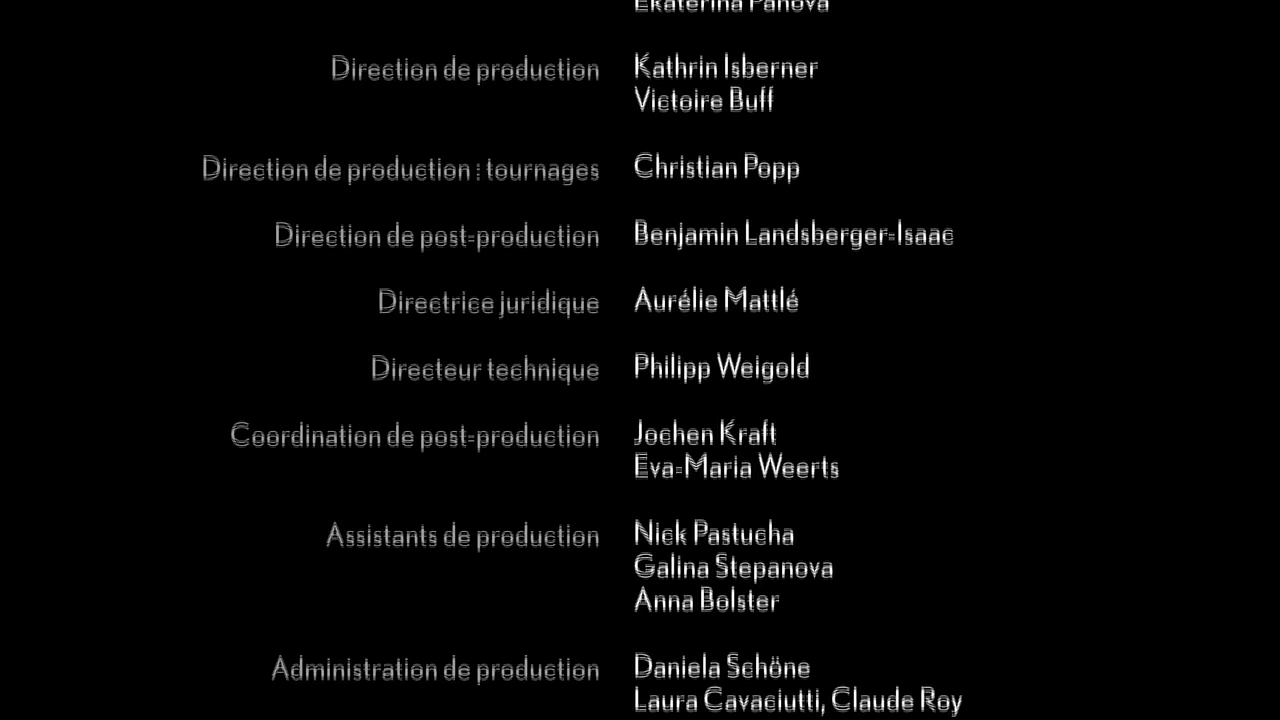 Ekaterina Panova
Direction de production Kathrin Isberner
Victoire Buff
Direction de production : tournages Christian Popp
Direction de post-production Benjamin Landsberger-Isaac
Directrice juridique Aurélie Mattlé
Directeur technique Philipp Weigold
Coordination de post-production Jochen Kraft
Eva-Maria Weerts
Assistants de production Nick Pastucha
Galina Stepanova
Anna Bolster
Administration de production Daniela Schöne
Laura Cavaciutti, Claude Roy